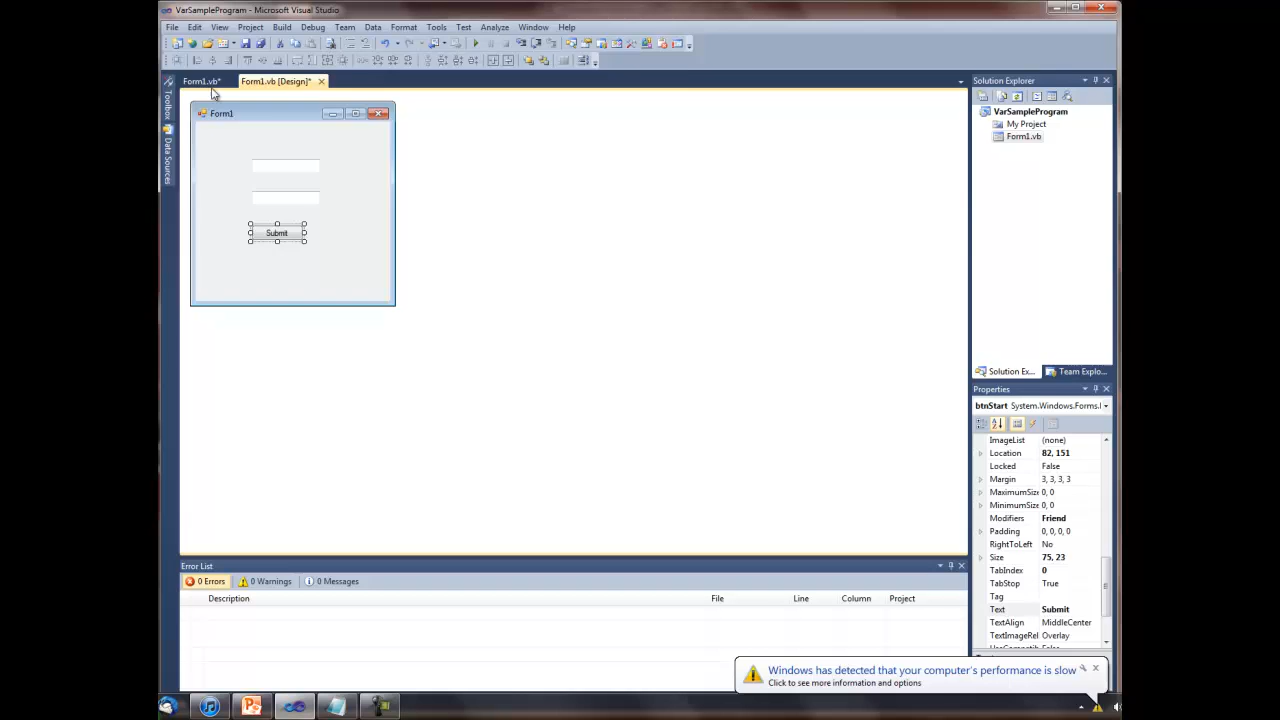 VarSampleProgram - Microsoft Visual Studio
File Edit View Project Build Debug Team Data Format Tools Test Analyze Window Help
Form1.vb* Form1.vb [Design]*
Toolbox
Data Sources
Form1
Submit
Solution Explorer
VarSampleProgram
My Project
Form1.vb
Solution Ex... Team Explo...
Properties
btnStart System.Windows.Forms.
ImageList (none)
Location 82, 151
Locked False
Margin 3, 3, 3, 3
MaximumSize 0, 0
MinimumSize 0, 0
Modifiers Friend
Padding 0, 0, 0, 0
RightToLeft No
Size 75, 23
TabIndex 0
TabStop True
Tag
Text Submit
TextAlign MiddleCenter
TextImageRel Overlay
Error List
0 Errors 0 Warnings 0 Messages
Description File Line Column Project
Windows has detected that your computer's performance is slow
Click to see more information and options